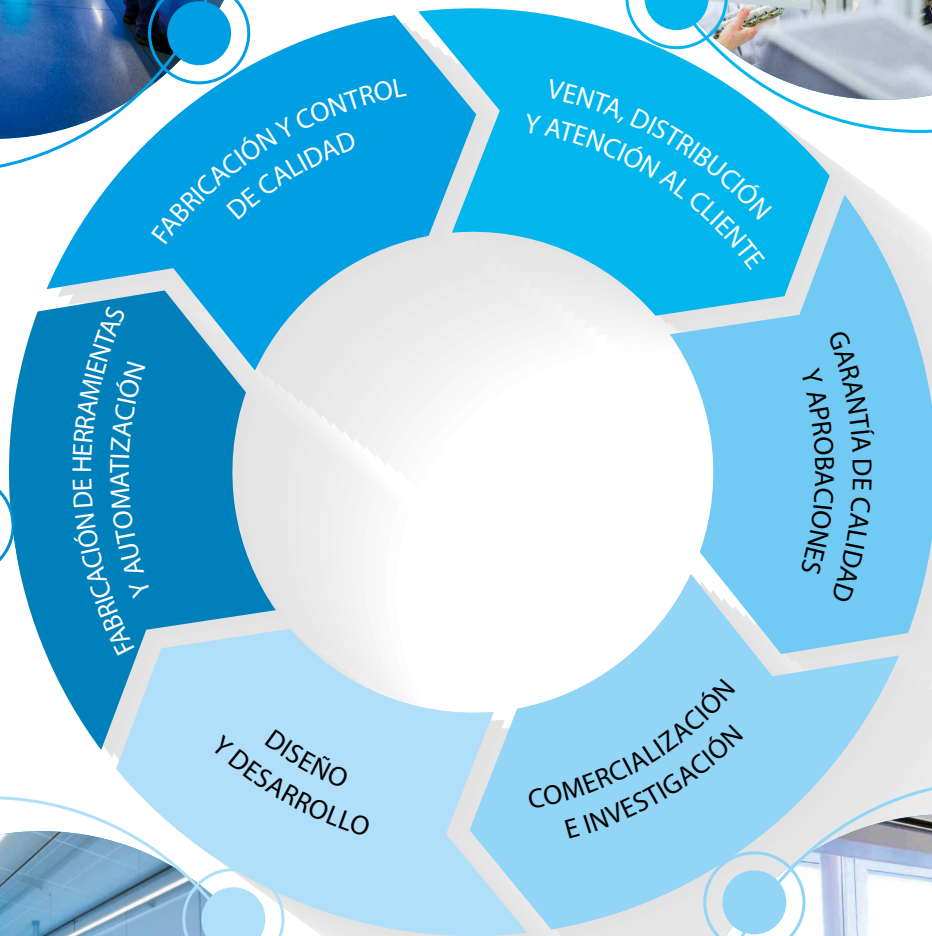 FABRICACIÓN Y CONTROL
DE CALIDAD
VENTA, DISTRIBUCIÓN
Y ATENCIÓN AL CLIENTE
GARANTÍA DE CALIDAD
Y APROBACIONES
COMERCIALIZACIÓN
E INVESTIGACIÓN
DISEÑO
Y DESARROLLO
FABRICACIÓN DE HERRAMIENTAS
Y AUTOMATIZACIÓN